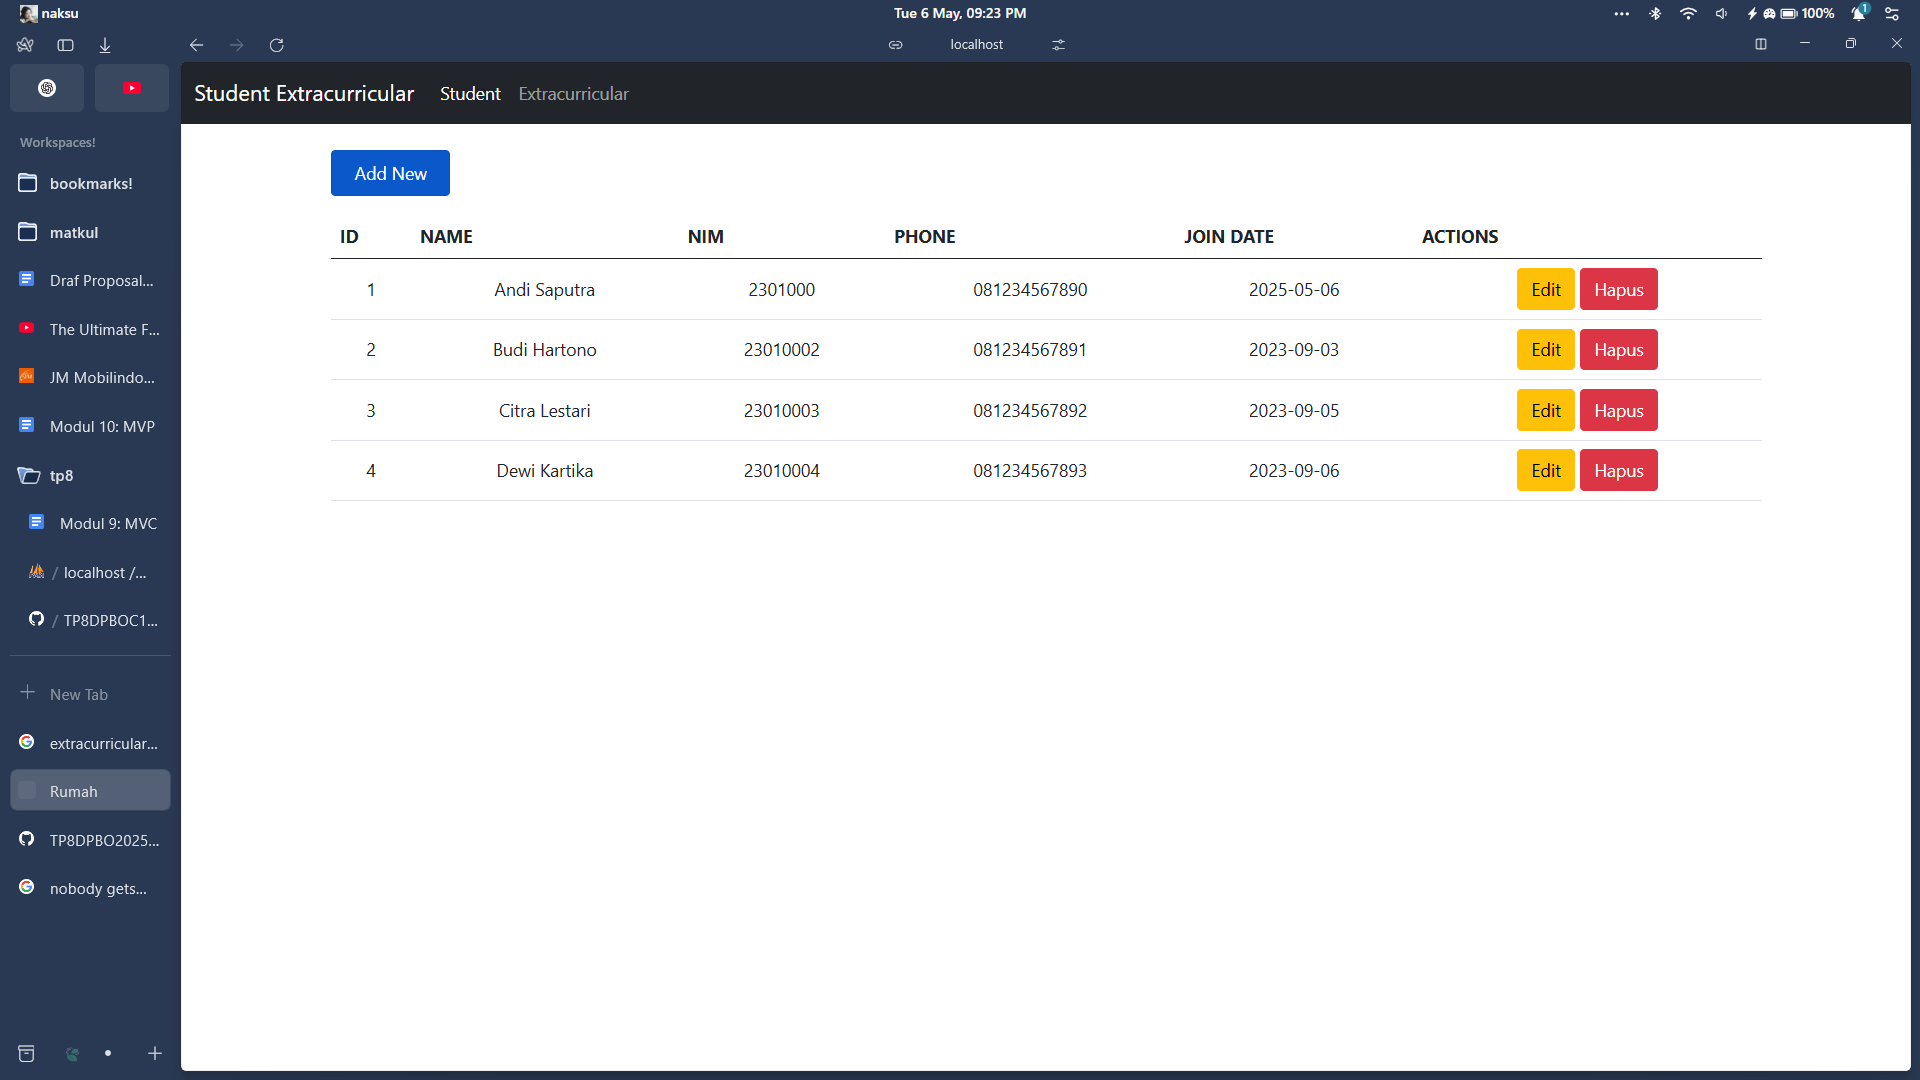 naksu
Tue 6 May, 09:23 PM
100%
1
localhost
Student Extracurricular Student Extracurricular
Workspaces!
bookmarks!
matkul
Draf Proposal...
The Ultimate F...
JM Mobilindo...
Modul 10: MVP
tp8
Modul 9: MVC
/ localhost /...
/ TP8DPBOC1...
New Tab
extracurricular...
Rumah
TP8DPBO2025...
nobody gets...
Add New
ID NAME NIM PHONE JOIN DATE ACTIONS
1 Andi Saputra 2301000 081234567890 2025-05-06 Edit Hapus
2 Budi Hartono 23010002 081234567891 2023-09-03 Edit Hapus
3 Citra Lestari 23010003 081234567892 2023-09-05 Edit Hapus
4 Dewi Kartika 23010004 081234567893 2023-09-06 Edit Hapus